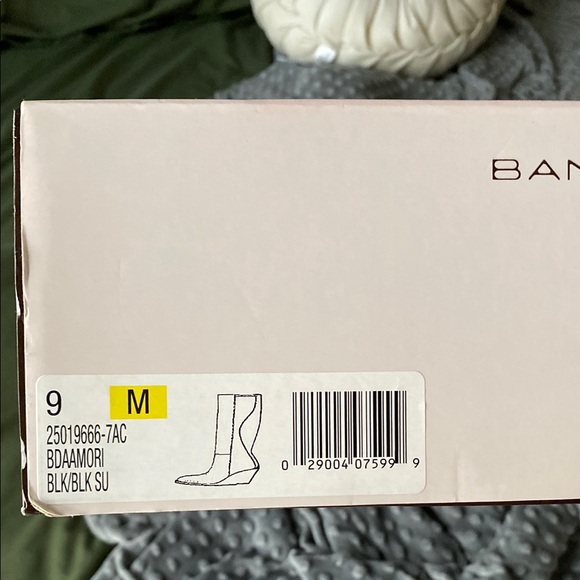 BAN
9 M
25019666-7AC
BDAAMORI
BLK/BLK SU
0 29004 07599 9